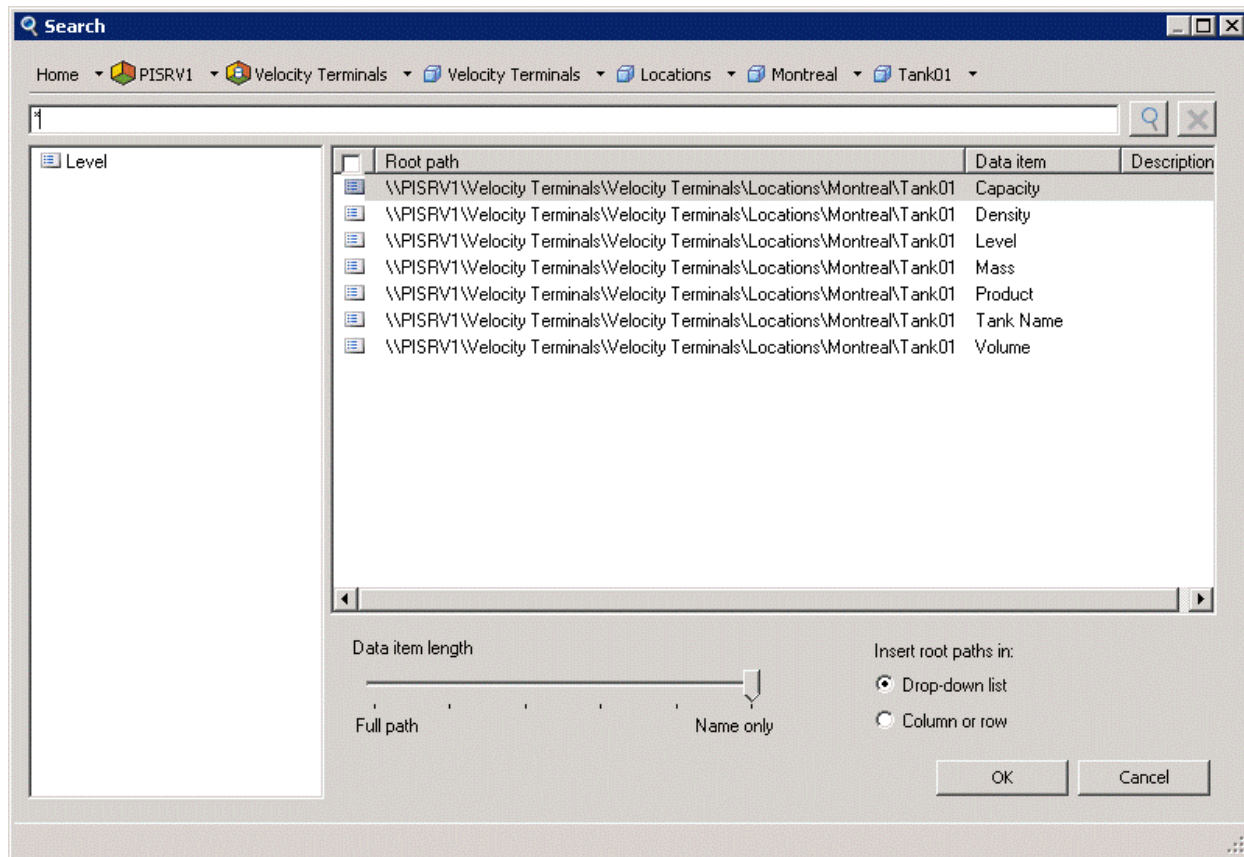 Search
Home PISRV1 Velocity Terminals Velocity Terminals Locations Montreal Tank01
*
Level
Root path Data item Description
\\PISRV1\Velocity Terminals\Velocity Terminals\Locations\Montreal\Tank01 Capacity
\\PISRV1\Velocity Terminals\Velocity Terminals\Locations\Montreal\Tank01 Density
\\PISRV1\Velocity Terminals\Velocity Terminals\Locations\Montreal\Tank01 Level
\\PISRV1\Velocity Terminals\Velocity Terminals\Locations\Montreal\Tank01 Mass
\\PISRV1\Velocity Terminals\Velocity Terminals\Locations\Montreal\Tank01 Product
\\PISRV1\Velocity Terminals\Velocity Terminals\Locations\Montreal\Tank01 Tank Name
\\PISRV1\Velocity Terminals\Velocity Terminals\Locations\Montreal\Tank01 Volume
Data item length
Full path Name only
Insert root paths in:
Drop-down list
Column or row
OK Cancel